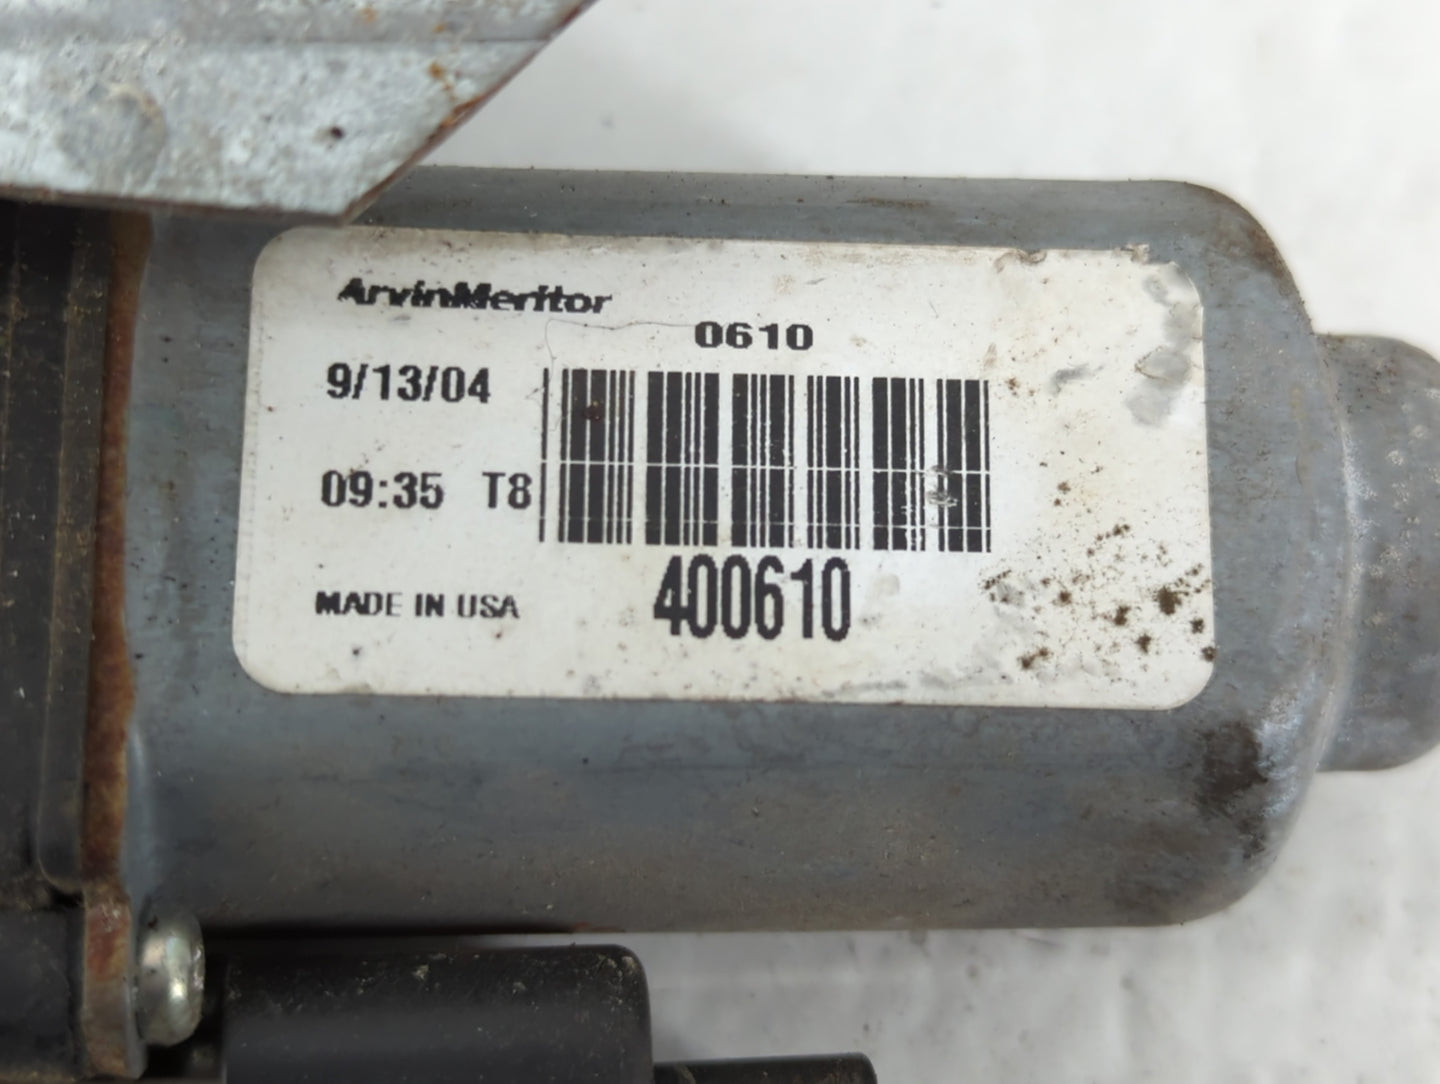 ArvinMeritor
0610
9/13/04
09:35 T8
400610
MADE IN USA